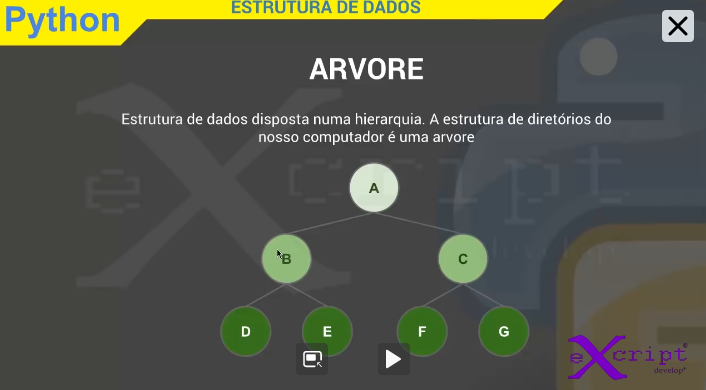 Python
ESTRUTURA DE DADOS
ARVORE
Estrutura de dados disposta numa hierarquia. A estrutura de diretórios do
nosso computador é uma arvore
A
B
C
D
E
F
G
eXcript
develop